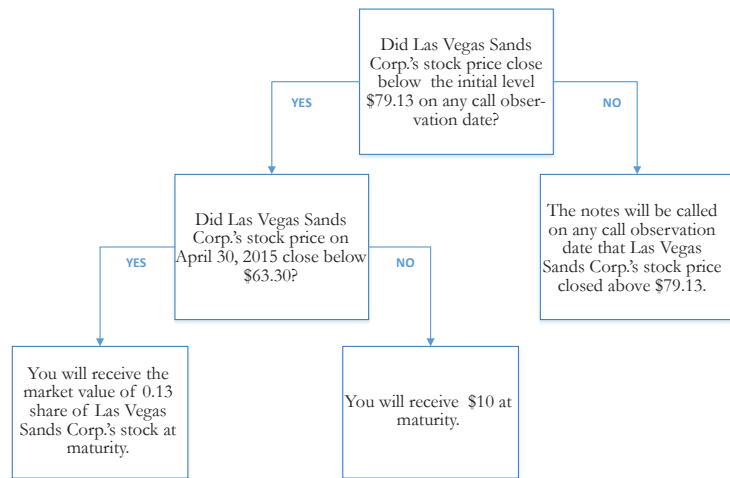 Did Las Vegas Sands
Corp.'s stock price close
below the initial level
$79.13 on any call obser-
vation date?
YES
NO
Did Las Vegas Sands
Corp.'s stock price on
April 30, 2015 close below
$63.30?
The notes will be called
on any call observation
date that Las Vegas
Sands Corp.'s stock price
closed above $79.13.
YES
NO
You will receive the
market value of 0.13
share of Las Vegas
Sands Corp.'s stock at
maturity.
You will receive $10 at
maturity.